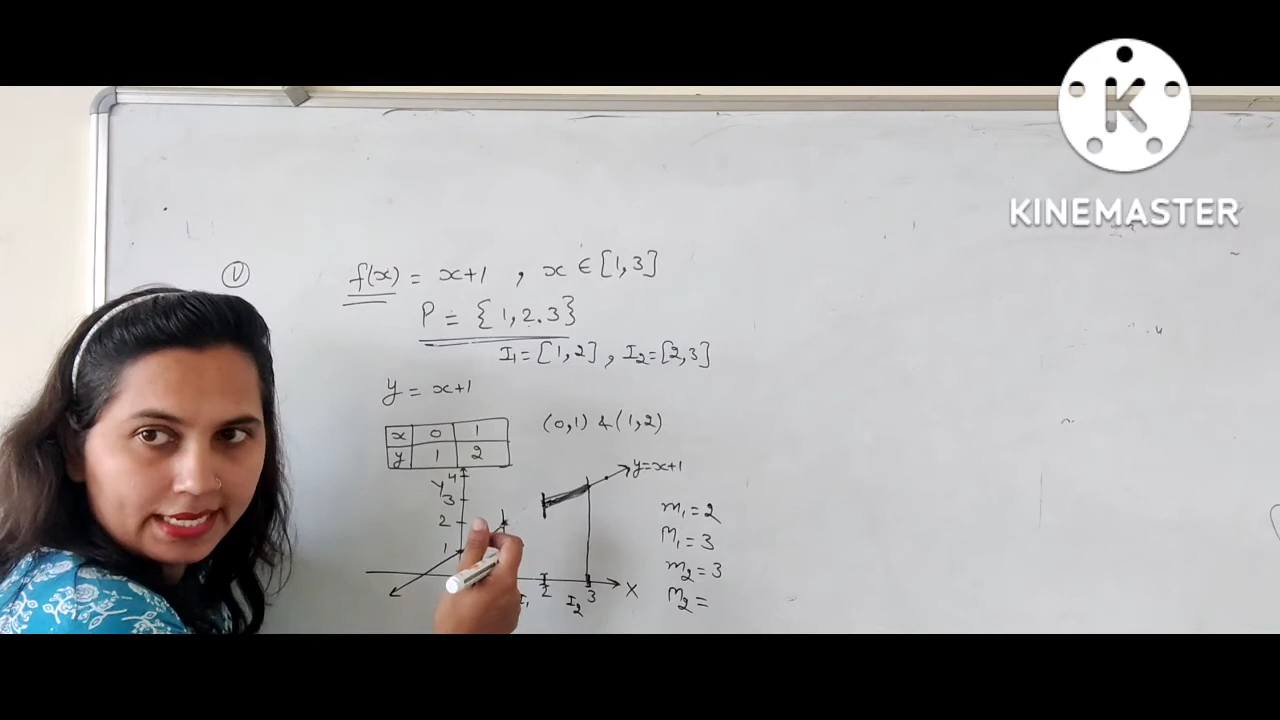 KINEMASTER
V
f(x) = x+1 , x ∈ [1,3]
P = {1,2.3}
I₁=[1,2] , I₂=[2,3]
y = x+1
x 0 1
y 1 2
(0,1) & (1,2)
y=x+1
Y 4
3
2
1
2 3 X
I₁ I₂
m₁=2
M₁=3
m₂=3
M₂=